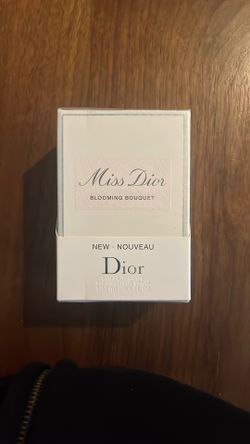 Miss Dior
BLOOMING BOUQUET
NEW · NOUVEAU
Dior